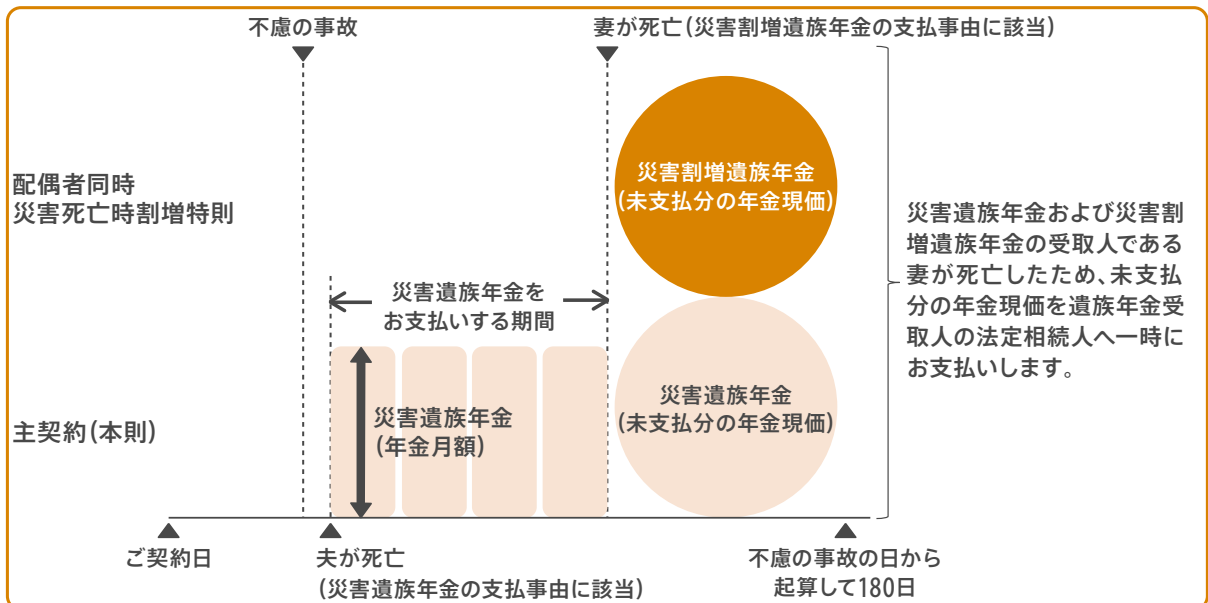 不慮の事故
妻が死亡(災害割増遺族年金の支払事由に該当)
配偶者同時
災害死亡時割増特則
災害割増遺族年金
(未支払分の年金現価)
災害遺族年金および災害割
増遺族年金の受取人である
妻が死亡したため、未支払
分の年金現価を遺族年金受
取人の法定相続人へ一時に
お支払いします。
災害遺族年金を
お支払いする期間
主契約(本則)
災害遺族年金
(年金月額)
災害遺族年金
(未支払分の年金現価)
ご契約日
夫が死亡
(災害遺族年金の支払事由に該当)
不慮の事故の日から
起算して180日